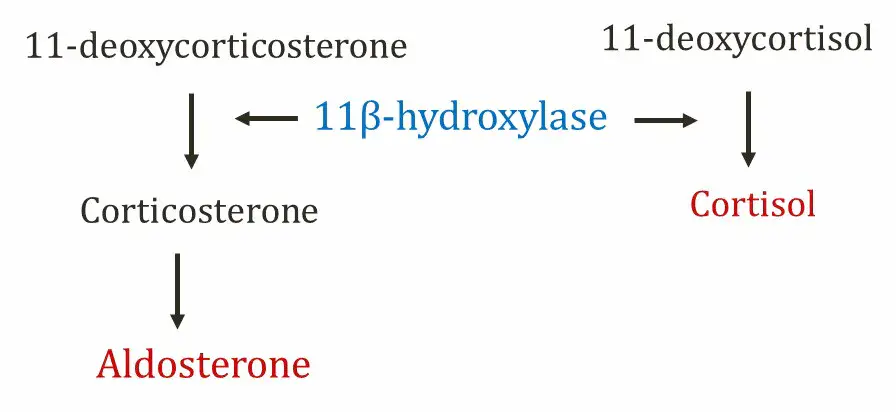 11-deoxycorticosterone
11-deoxycortisol
11β-hydroxylase
Corticosterone
Cortisol
Aldosterone